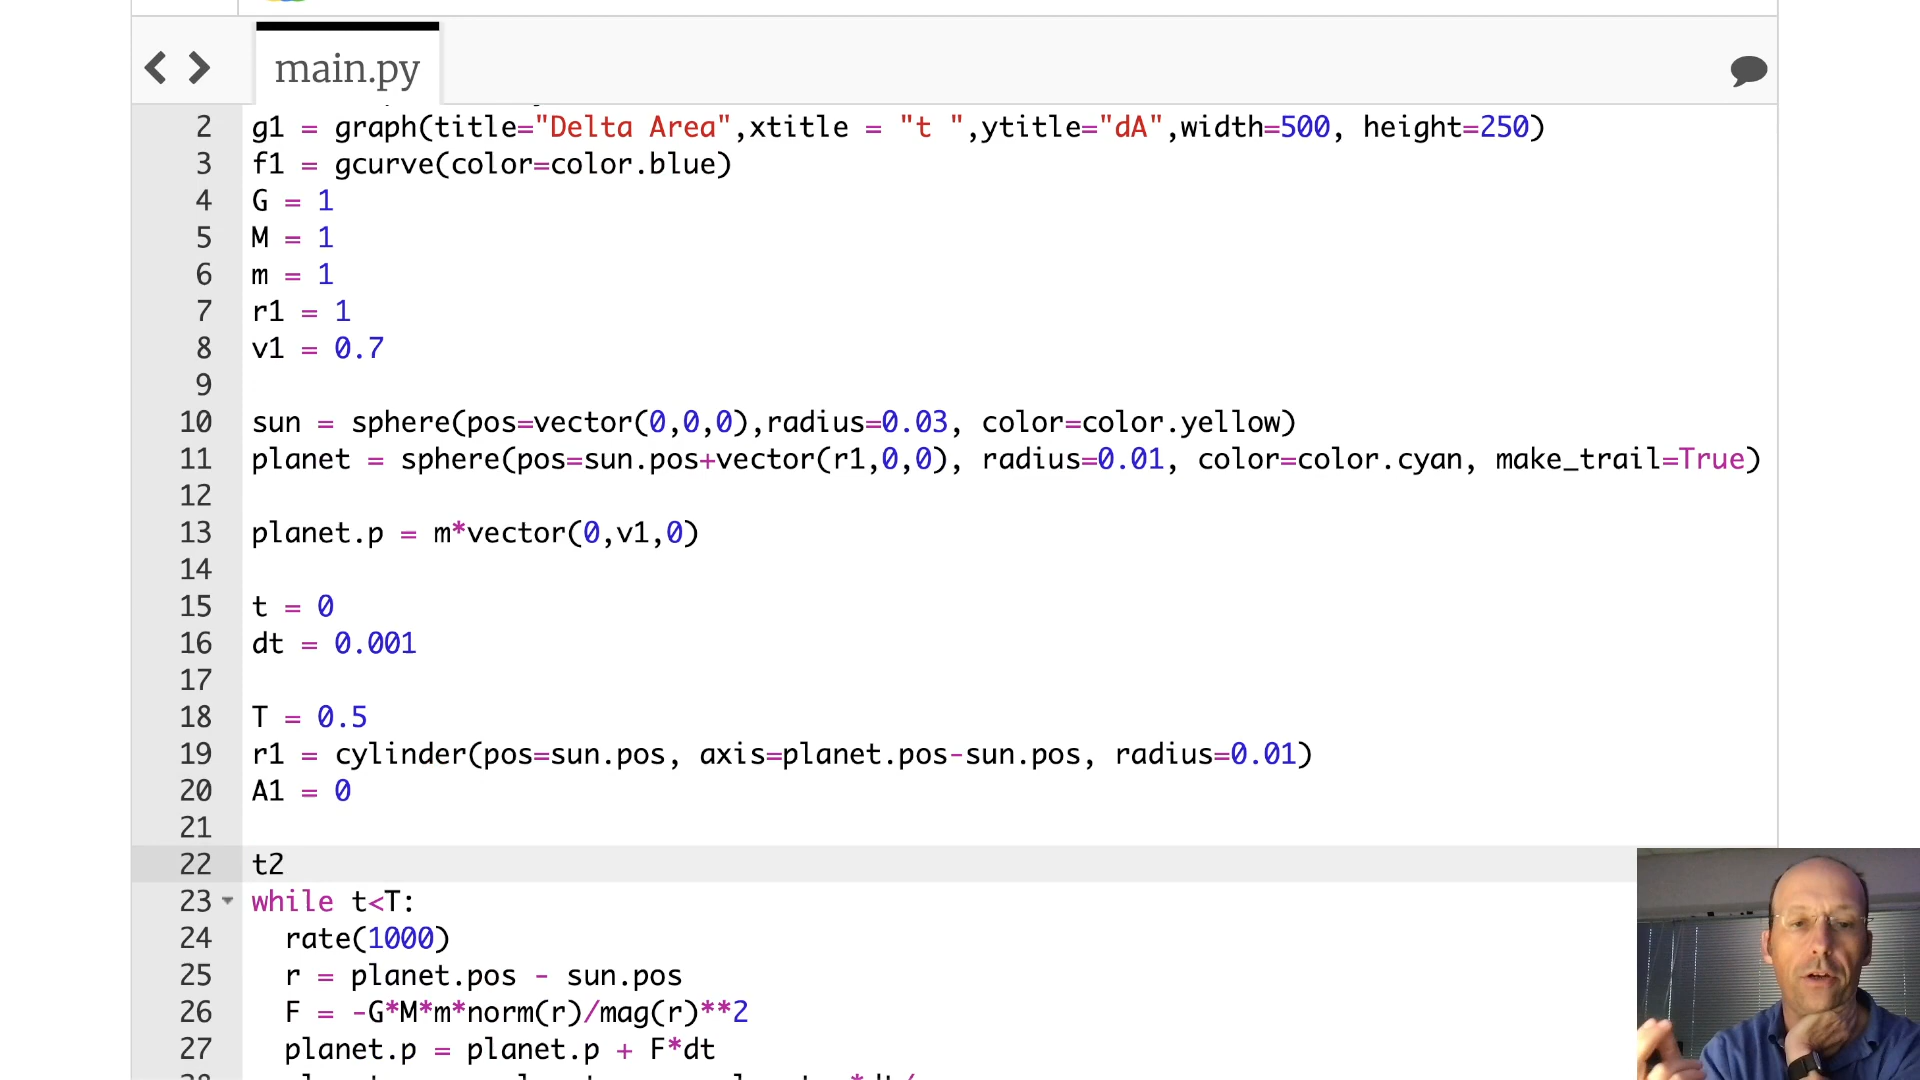 main.py
2 g1 = graph(title="Delta Area",xtitle = "t ",ytitle="dA",width=500, height=250)
3 f1 = gcurve(color=color.blue)
4 G = 1
5 M = 1
6 m = 1
7 r1 = 1
8 v1 = 0.7
9
10 sun = sphere(pos=vector(0,0,0),radius=0.03, color=color.yellow)
11 planet = sphere(pos=sun.pos+vector(r1,0,0), radius=0.01, color=color.cyan, make_trail=True)
12
13 planet.p = m*vector(0,v1,0)
14
15 t = 0
16 dt = 0.001
17
18 T = 0.5
19 r1 = cylinder(pos=sun.pos, axis=planet.pos-sun.pos, radius=0.01)
20 A1 = 0
21
22 t2
23 while t<T:
24 rate(1000)
25 r = planet.pos - sun.pos
26 F = -G*M*m*norm(r)/mag(r)**2
27 planet.p = planet.p + F*dt